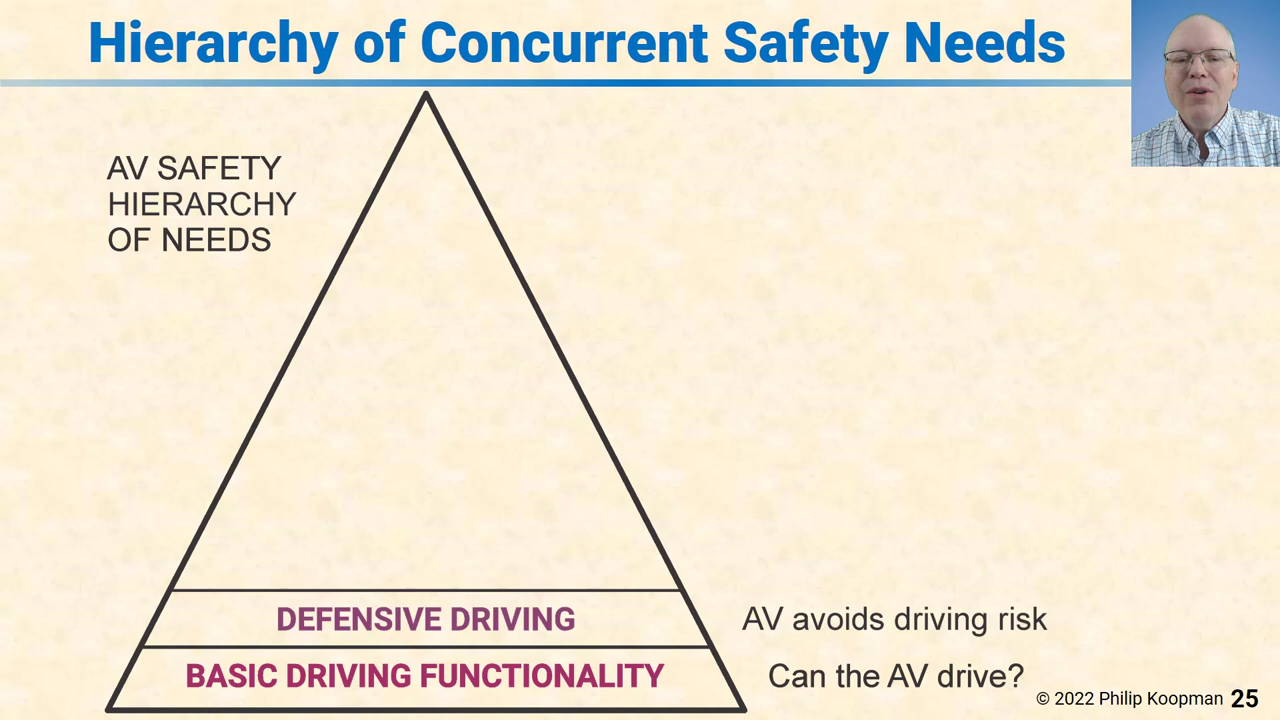 Hierarchy of Concurrent Safety Needs
AV SAFETY
HIERARCHY
OF NEEDS
DEFENSIVE DRIVING
AV avoids driving risk
BASIC DRIVING FUNCTIONALITY
Can the AV drive?
© 2022 Philip Koopman 25